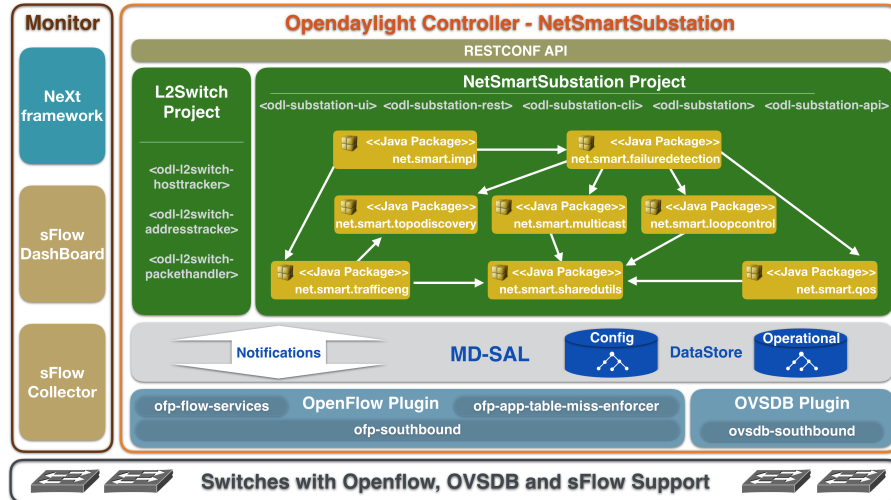 Monitor
NeXt
framework
sFlow
DashBoard
sFlow
Collector
Opendaylight Controller - NetSmartSubstation
RESTCONF API
L2Switch
Project
<odl-l2switch-
hosttracker>
<odl-l2switch-
addresstracke>
<odl-l2switch-
packethandler>
NetSmartSubstation Project
<odl-substation-ui> <odl-substation-rest> <odl-substation-cli> <odl-substation> <odl-substation-api>
<<Java Package>>
net.smart.impl
<<Java Package>>
net.smart.failuredetection
<<Java Package>>
net.smart.topodiscovery
<<Java Package>>
net.smart.multicast
<<Java Package>>
net.smart.loopcontrol
<<Java Package>>
net.smart.trafficeng
<<Java Package>>
net.smart.sharedutils
<<Java Package>>
net.smart.qos
Notifications
MD-SAL
Config
DataStore
Operational
ofp-flow-services
OpenFlow Plugin
ofp-app-table-miss-enforcer
ofp-southbound
OVSDB Plugin
ovsdb-southbound
Switches with Openflow, OVSDB and sFlow Support